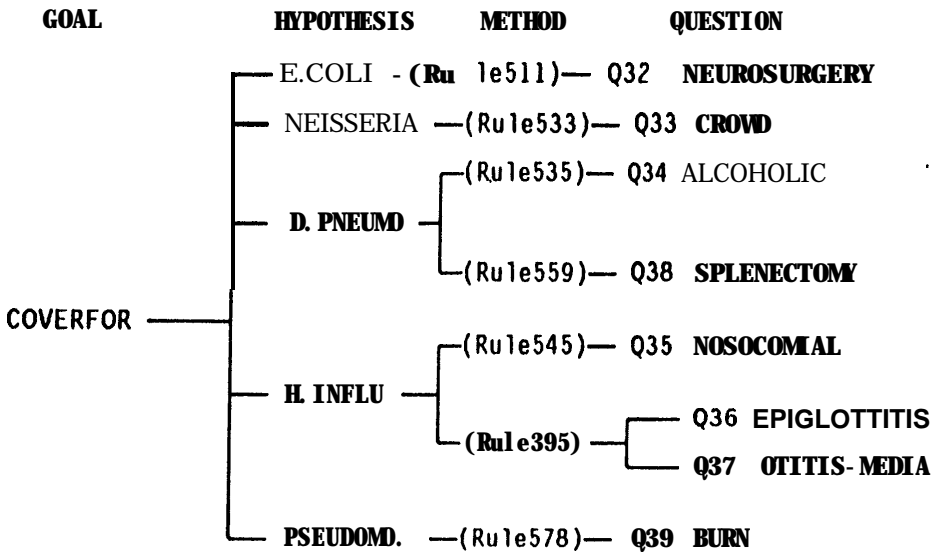 GOAL HYPOTHESIS METHOD QUESTION
E.COLI - (Ru le511) — Q32 NEUROSURGERY
NEISSERIA — (Rule533) — Q33 CROWD
(Rule535) — Q34 ALCOHOLIC
D. PNEUMO
(Rule559) — Q38 SPLENECTOMY
COVERFOR
(Rule545) — Q35 NOSOCOMIAL
H. INFLU
Q36 EPIGLOTTITIS
(Rule395)
Q37 OTITIS-MEDIA
PSEUDOMO. — (Rule578) — Q39 BURN